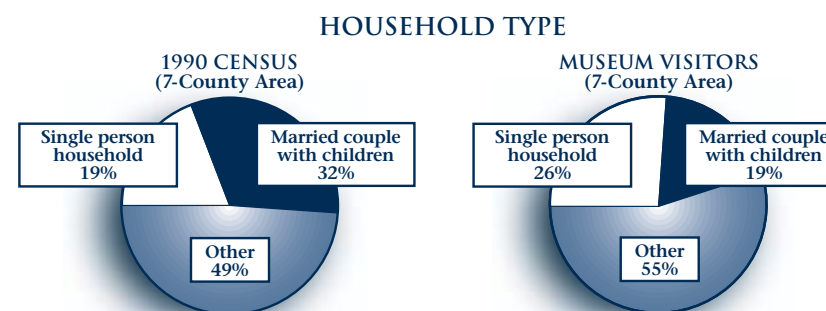 HOUSEHOLD TYPE
1990 CENSUS
(7-County Area)
Single person
household
19%
Married couple
with children
32%
Other
49%
MUSEUM VISITORS
(7-County Area)
Single person
household
26%
Married couple
with children
19%
Other
55%